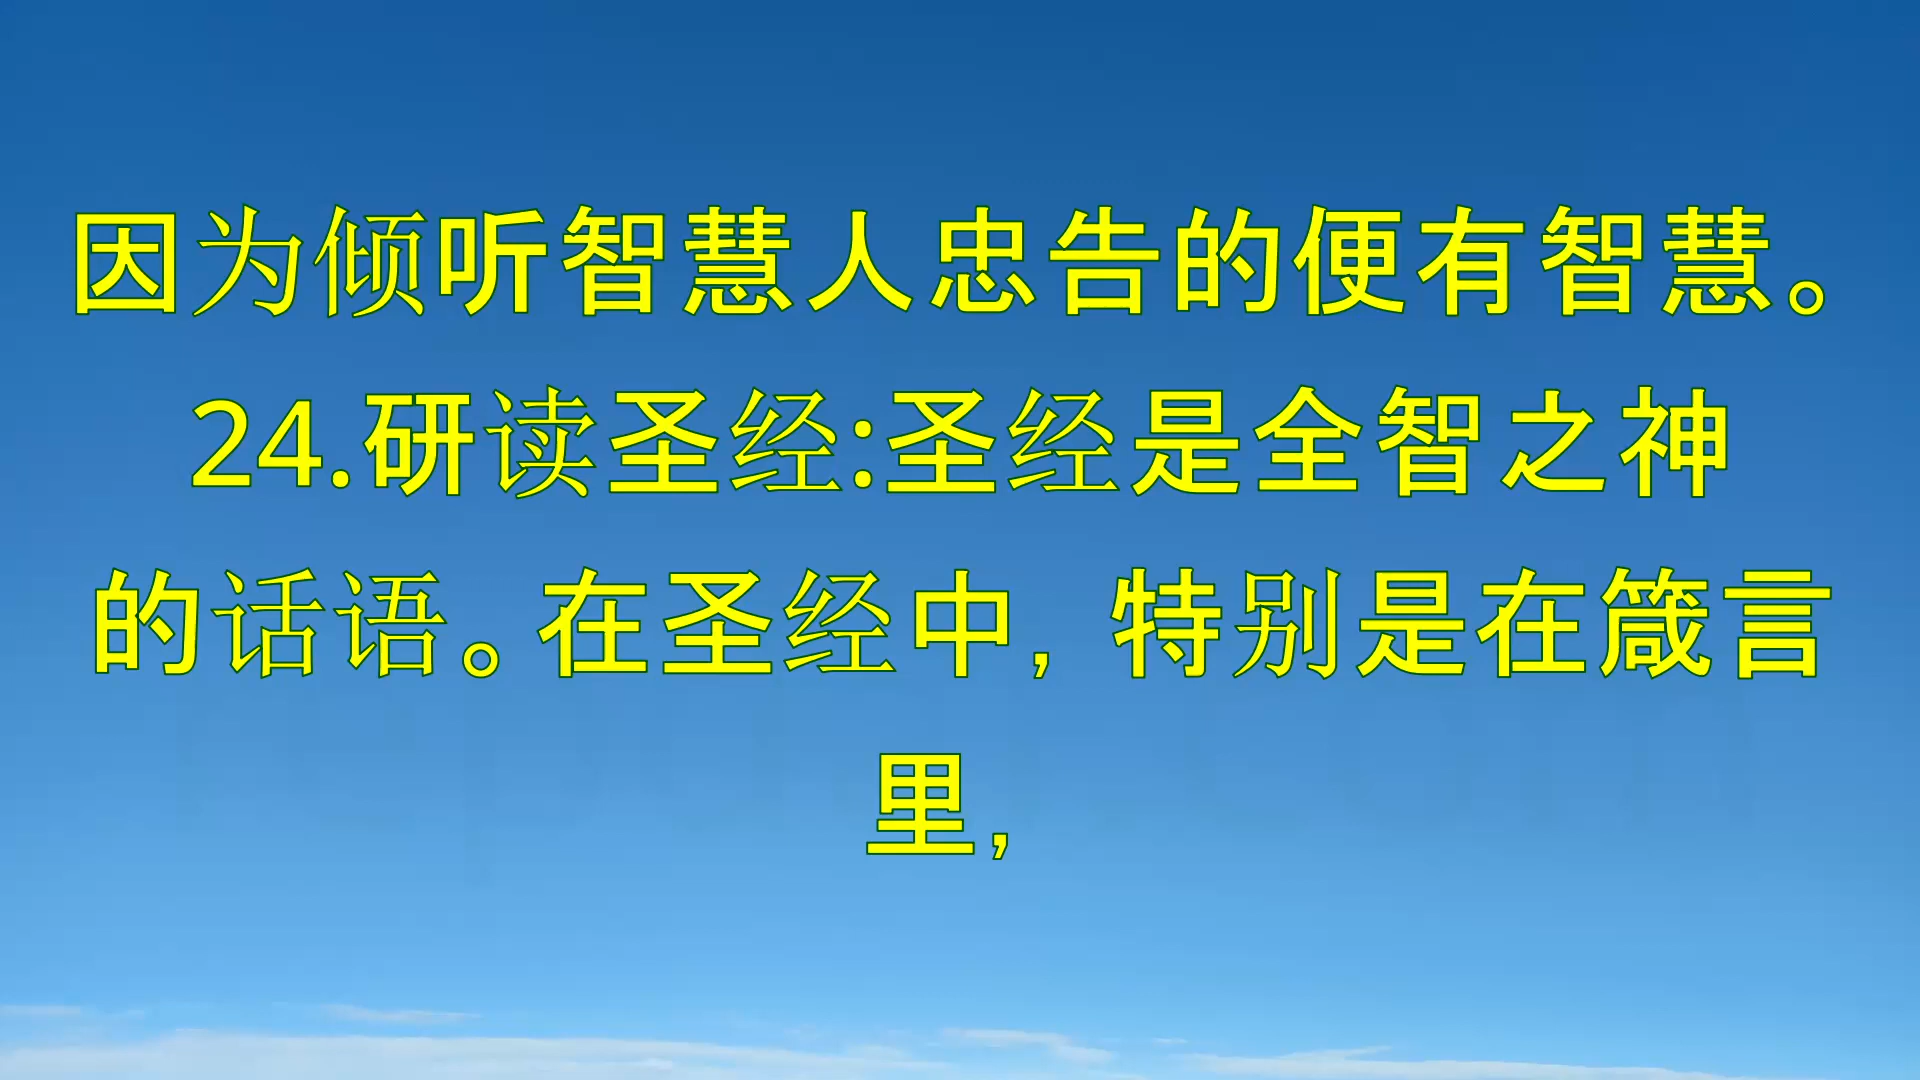 因为倾听智慧人忠告的便有智慧。
24.研读圣经:圣经是全智之神
的话语。在圣经中，特别是在箴言
里，